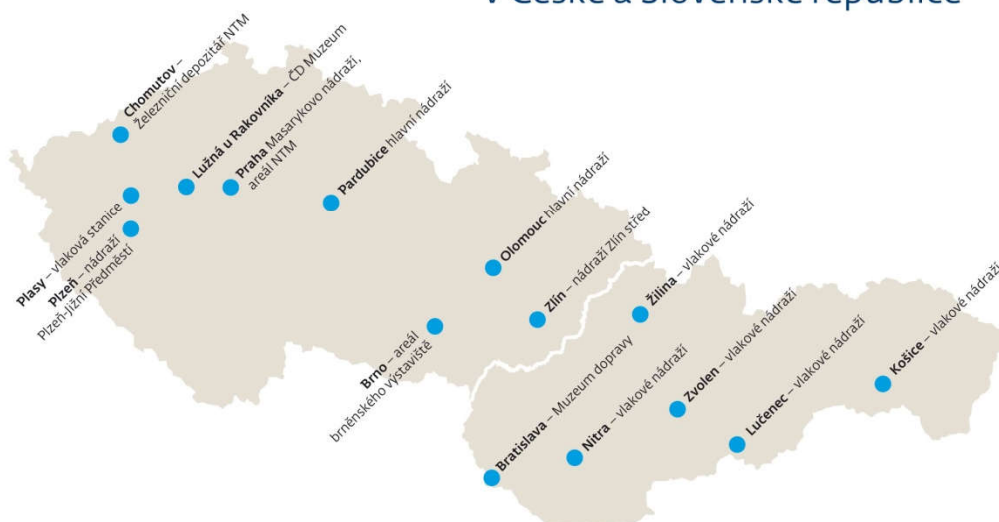 v České a Slovenské republice
Chomutov –
Železniční depozitář NTM
Lužná u Rakovníka – ČD Muzeum
Praha Masarykovo nádraží,
areál NTM
Pardubice hlavní nádraží
Plasy – vlaková stanice
Plzeň – nádraží
Plzeň-Jižní Předměstí
Olomouc hlavní nádraží
Zlín – nádraží Zlín střed
Brno – areál
brněnského výstaviště
Žilina – vlakové nádraží
Bratislava – Muzeum dopravy
Nitra – vlakové nádraží
Zvolen – vlakové nádraží
Lučenec – vlakové nádraží
Košice – vlakové nádraží